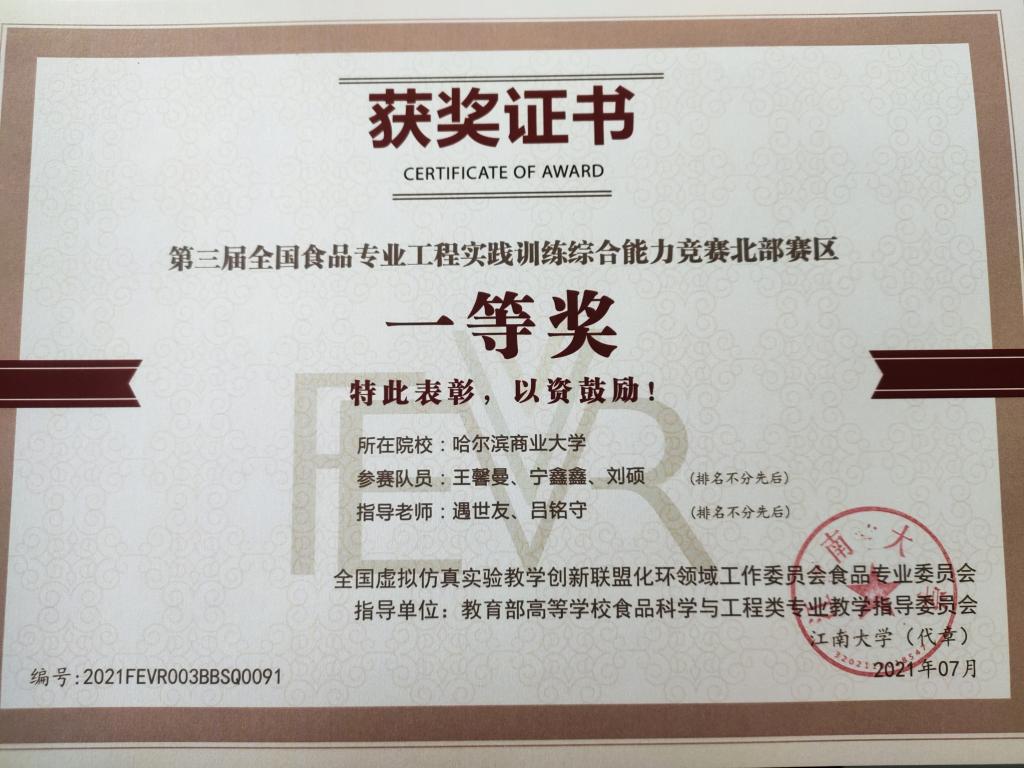 获奖证书
CERTIFICATE OF AWARD
第三届全国食品专业工程实践训练综合能力竞赛北部赛区
一等奖
特此表彰，以资鼓励！
FEVR
所在院校：哈尔滨商业大学
参赛队员：王馨曼、宁鑫鑫、刘硕 （排名不分先后）
指导老师：遇世友、吕铭守 （排名不分先后）
全国虚拟仿真实验教学创新联盟化环领域工作委员会食品专业委员会
指导单位：教育部高等学校食品科学与工程类专业教学指导委员会
江南大学（代章）
2021年07月
编号:2021FEVR003BBSQ0091
江南大学